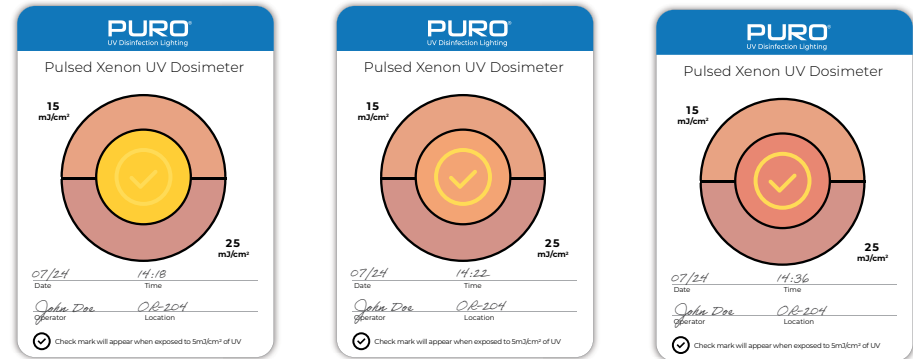 PURO®
UV Disinfection Lighting
Pulsed Xenon UV Dosimeter
15
mJ/cm²
25
mJ/cm²
07/24 14:18
Date Time
John Doe OR-204
Operator Location
Check mark will appear when exposed to 5mJ/cm² of UV
PURO®
UV Disinfection Lighting
Pulsed Xenon UV Dosimeter
15
mJ/cm²
25
mJ/cm²
07/24 14:22
Date Time
John Doe OR-204
Operator Location
Check mark will appear when exposed to 5mJ/cm² of UV
PURO®
UV Disinfection Lighting
Pulsed Xenon UV Dosimeter
15
mJ/cm²
25
mJ/cm²
07/24 14:36
Date Time
John Doe OR-204
Operator Location
Check mark will appear when exposed to 5mJ/cm² of UV